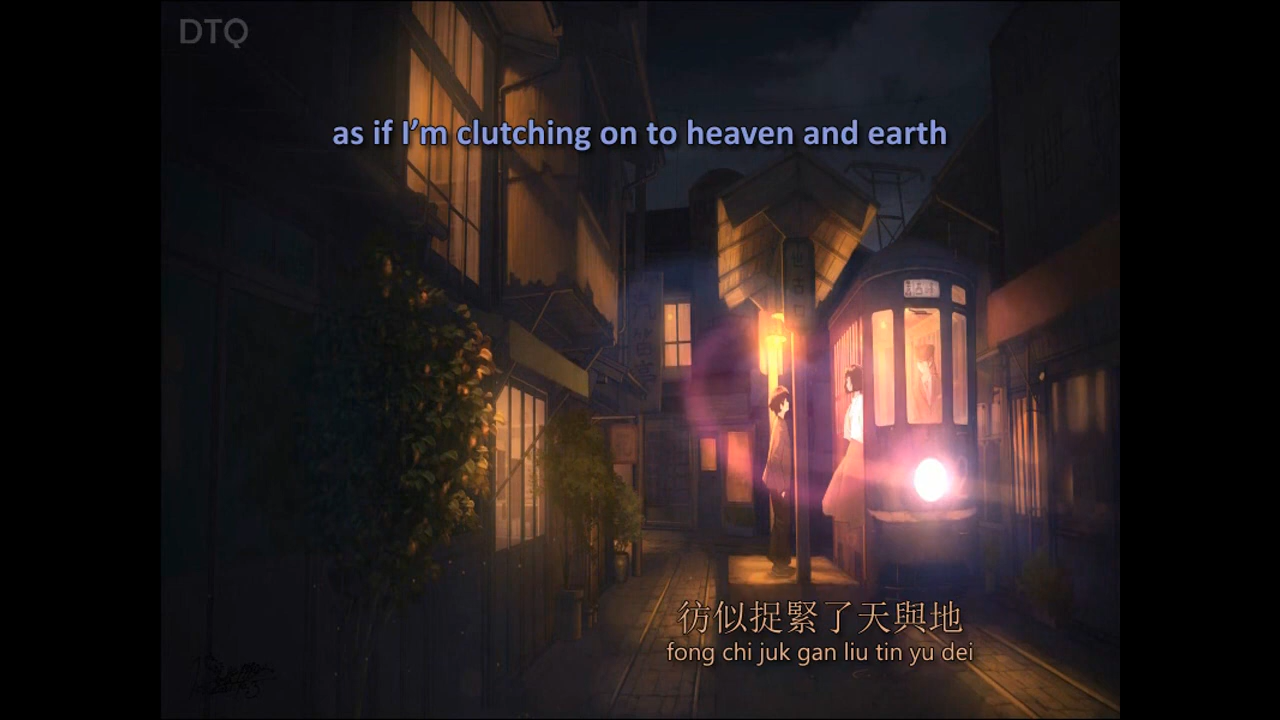 DTQ
as if I’m clutching on to heaven and earth
彷似捉緊了天與地
fong chi juk gan liu tin yu dei